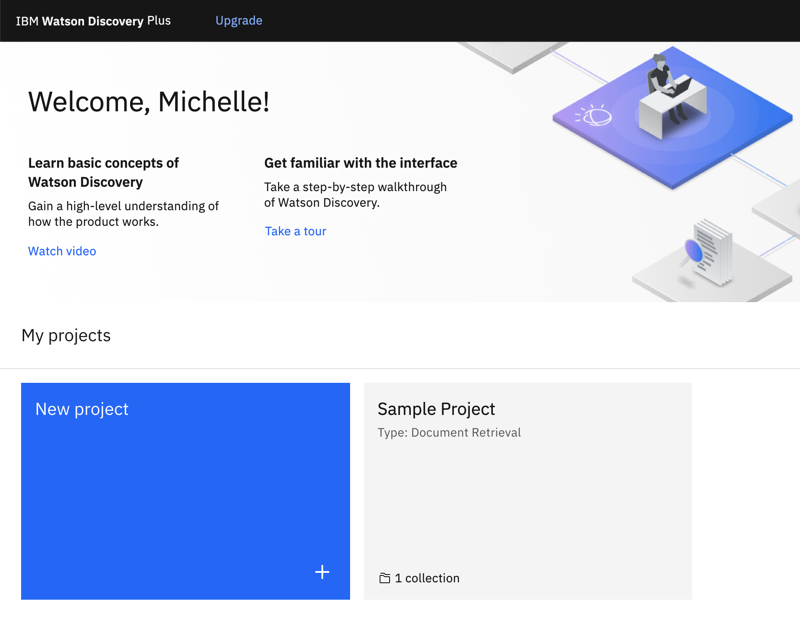 IBM Watson Discovery Plus
Upgrade
Welcome, Michelle!
Learn basic concepts of
Watson Discovery
Gain a high-level understanding of
how the product works.
Watch video
Get familiar with the interface
Take a step-by-step walkthrough
of Watson Discovery.
Take a tour
My projects
New project
Sample Project
Type: Document Retrieval
1 collection